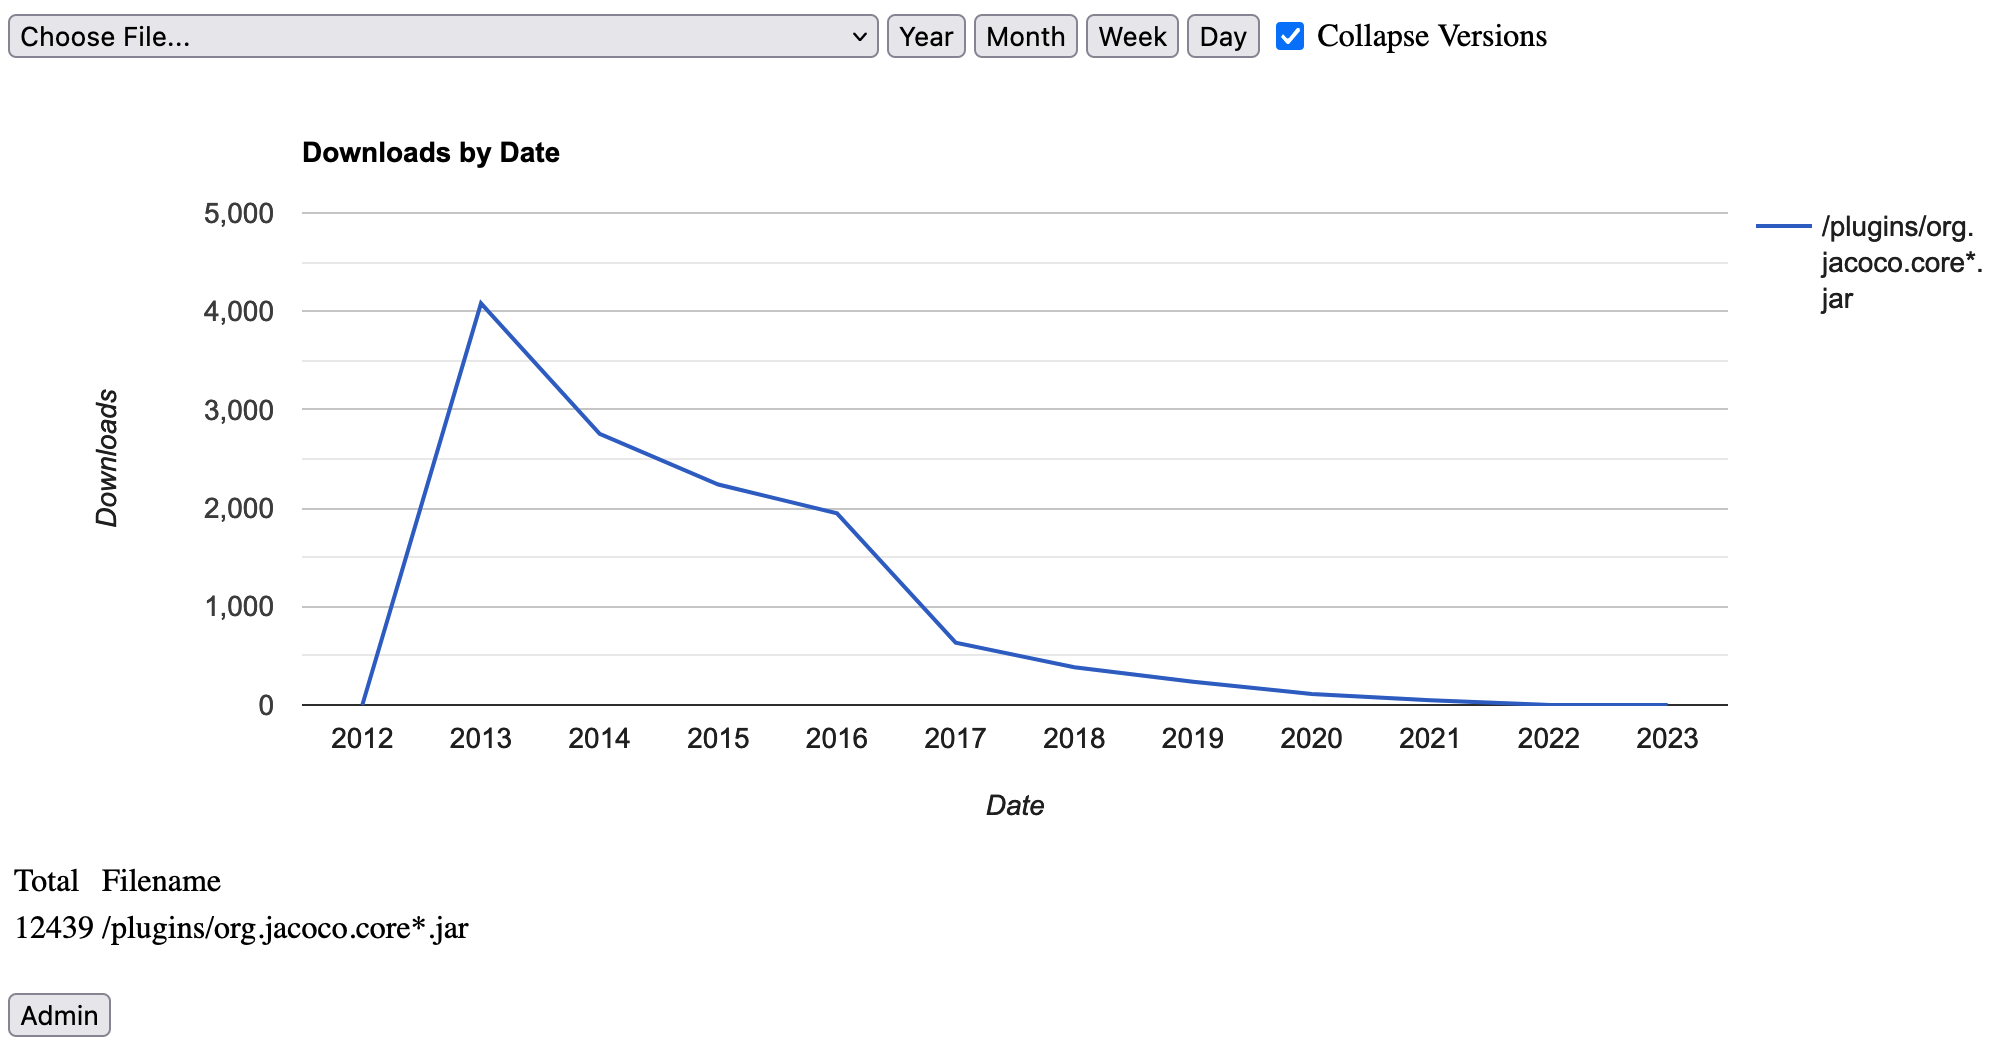 Choose File... Year Month Week Day Collapse Versions
Downloads by Date
5,000
4,000
3,000
2,000
1,000
0
Downloads
2012 2013 2014 2015 2016 2017 2018 2019 2020 2021 2022 2023
Date
/plugins/org.
jacoco.core*.
jar
Total Filename
12439 /plugins/org.jacoco.core*.jar
Admin